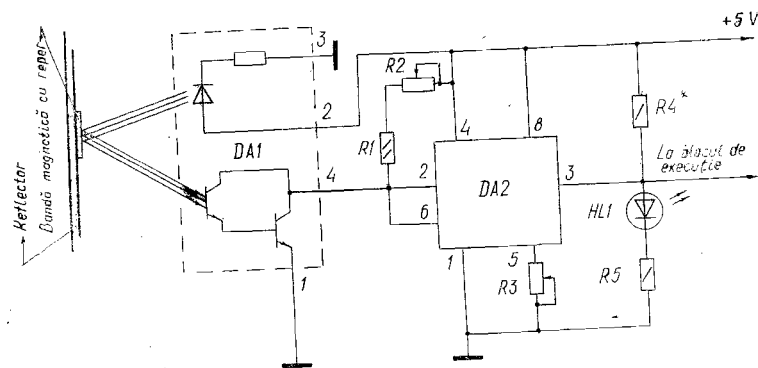 Reflector
Bandă magnetică cu reper
3
2
DA1
4
1
R2
R1
4
8
2
DA2
3
6
1
5
R3
+5 V
R4*
La blocul de
execuție
HL1
R5